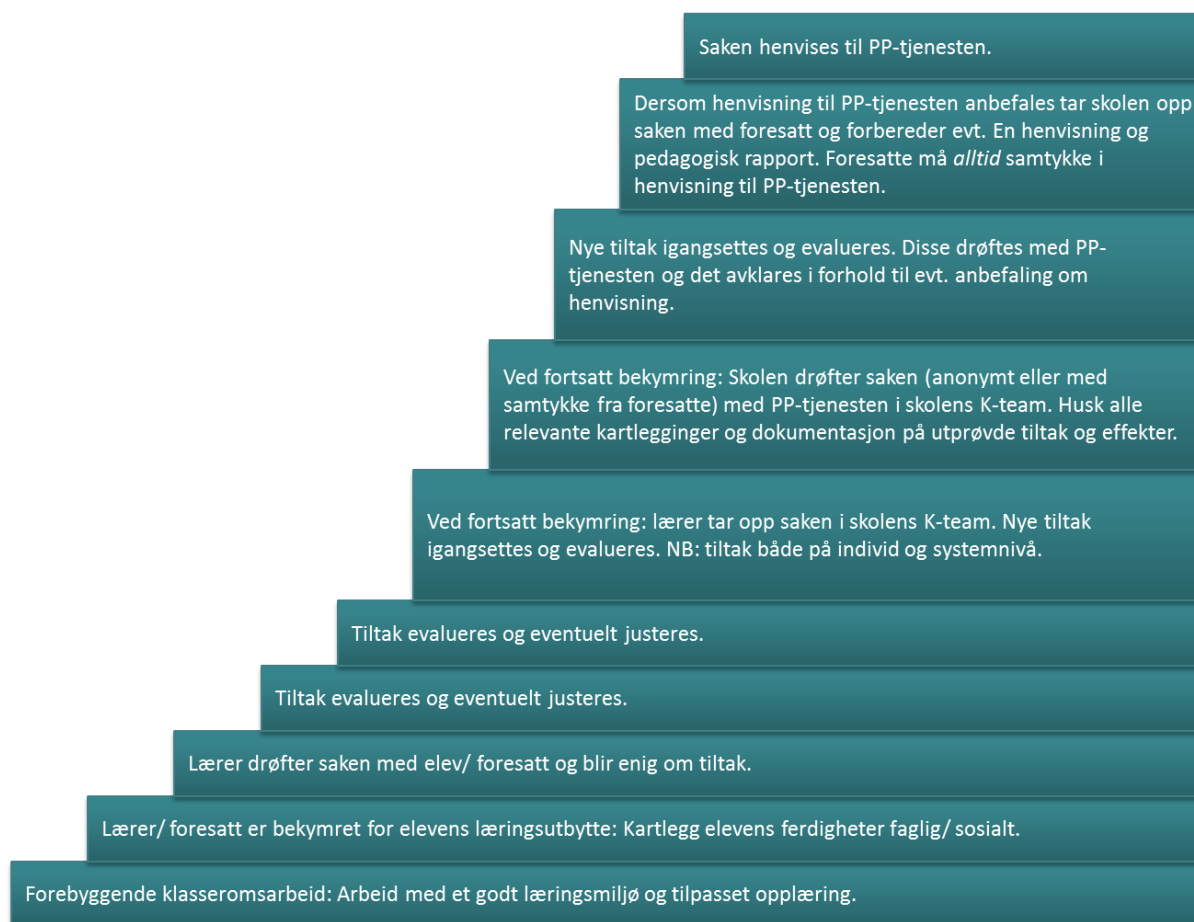 Saken henvises til PP-tjenesten.
Dersom henvisning til PP-tjenesten anbefales tar skolen opp
saken med foresatt og forbereder evt. En henvisning og
pedagogisk rapport. Foresatte må alltid samtykke i
henvisning til PP-tjenesten.
Nye tiltak igangsettes og evalueres. Disse drøftes med PP-
tjenesten og det avklares i forhold til evt. anbefaling om
henvisning.
Ved fortsatt bekymring: Skolen drøfter saken (anonymt eller med
samtykke fra foresatte) med PP-tjenesten i skolens K-team. Husk alle
relevante kartlegginger og dokumentasjon på utprøvde tiltak og effekter.
Ved fortsatt bekymring: lærer tar opp saken i skolens K-team. Nye tiltak
igangsettes og evalueres. NB: tiltak både på individ og systemnivå.
Tiltak evalueres og eventuelt justeres.
Tiltak evalueres og eventuelt justeres.
Lærer drøfter saken med elev/ foresatt og blir enig om tiltak.
Lærer/ foresatt er bekymret for elevens læringsutbytte: Kartlegg elevens ferdigheter faglig/ sosialt.
Forebyggende klasseromsarbeid: Arbeid med et godt læringsmiljø og tilpasset opplæring.